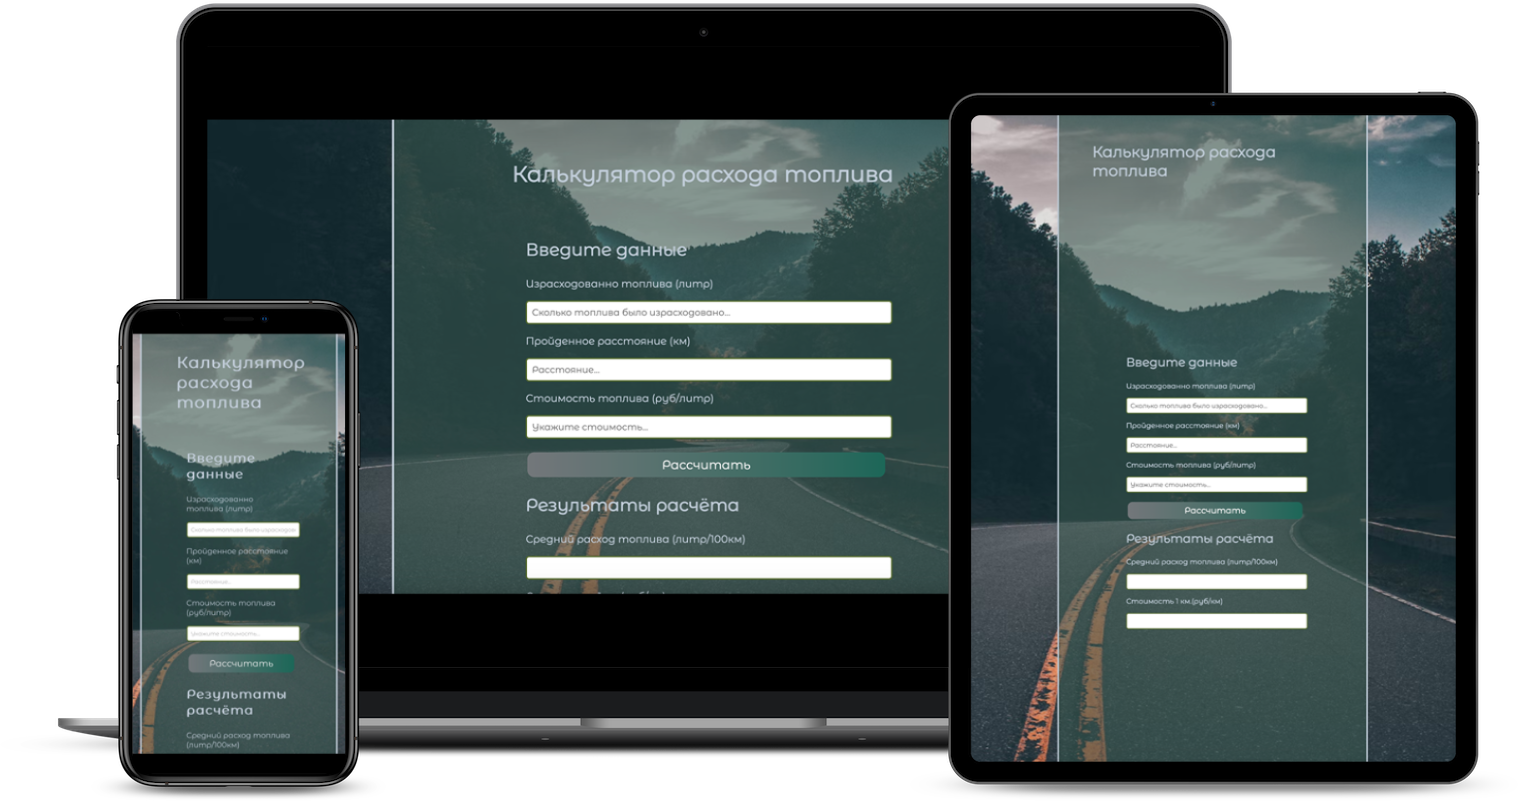 Калькулятор расхода топлива
Введите данные
Израсходованно топлива (литр)
Сколько топлива было израсходовано...
Пройденное расстояние (км)
Расстояние...
Стоимость топлива (руб/литр)
Укажите стоимость...
Рассчитать
Результаты расчёта
Средний расход топлива (литр/100км)
Калькулятор
расхода
топлива
Введите
данные
Израсходованно
топлива (литр)
Сколько топлива было израсходов
Пройденное расстояние
(км)
Расстояние...
Стоимость топлива
(руб/литр)
Укажите стоимость...
Рассчитать
Результаты
расчёта
Средний расход топлива
(литр/100км)
Калькулятор расхода
топлива
Введите данные
Израсходованно топлива (литр)
Сколько топлива было израсходовано...
Пройденное расстояние (км)
Расстояние...
Стоимость топлива (руб/литр)
Укажите стоимость...
Рассчитать
Результаты расчёта
Средний расход топлива (литр/100км)
Стоимость 1 км.(руб/км)